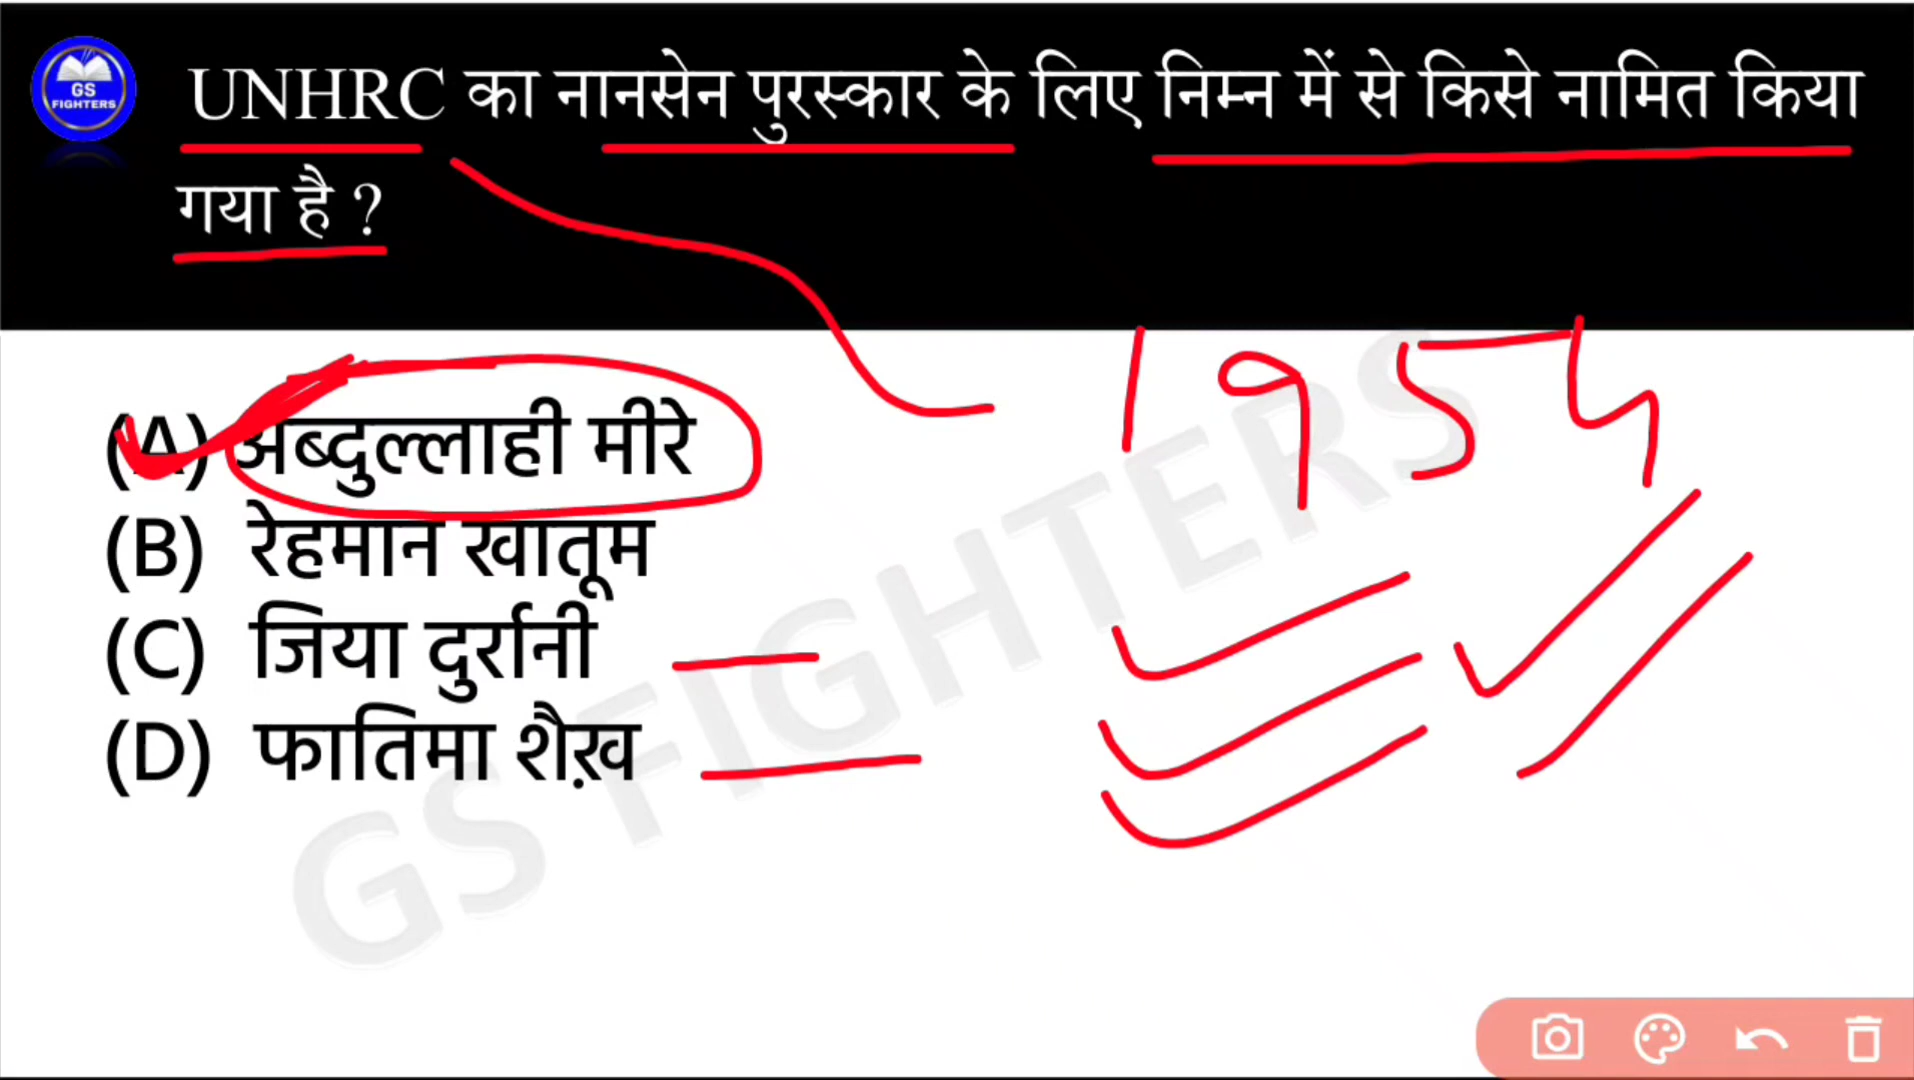 GS
FIGHTERS
UNHRC का नानसेन पुरस्कार के लिए निम्न में से किसे नामित किया
गया है ?
1954
(A) अब्दुल्लाही मीरे
(B) रेहमान खातूम
(C) जिया दुर्रानी
(D) फातिमा शैख़
GS FIGHTERS